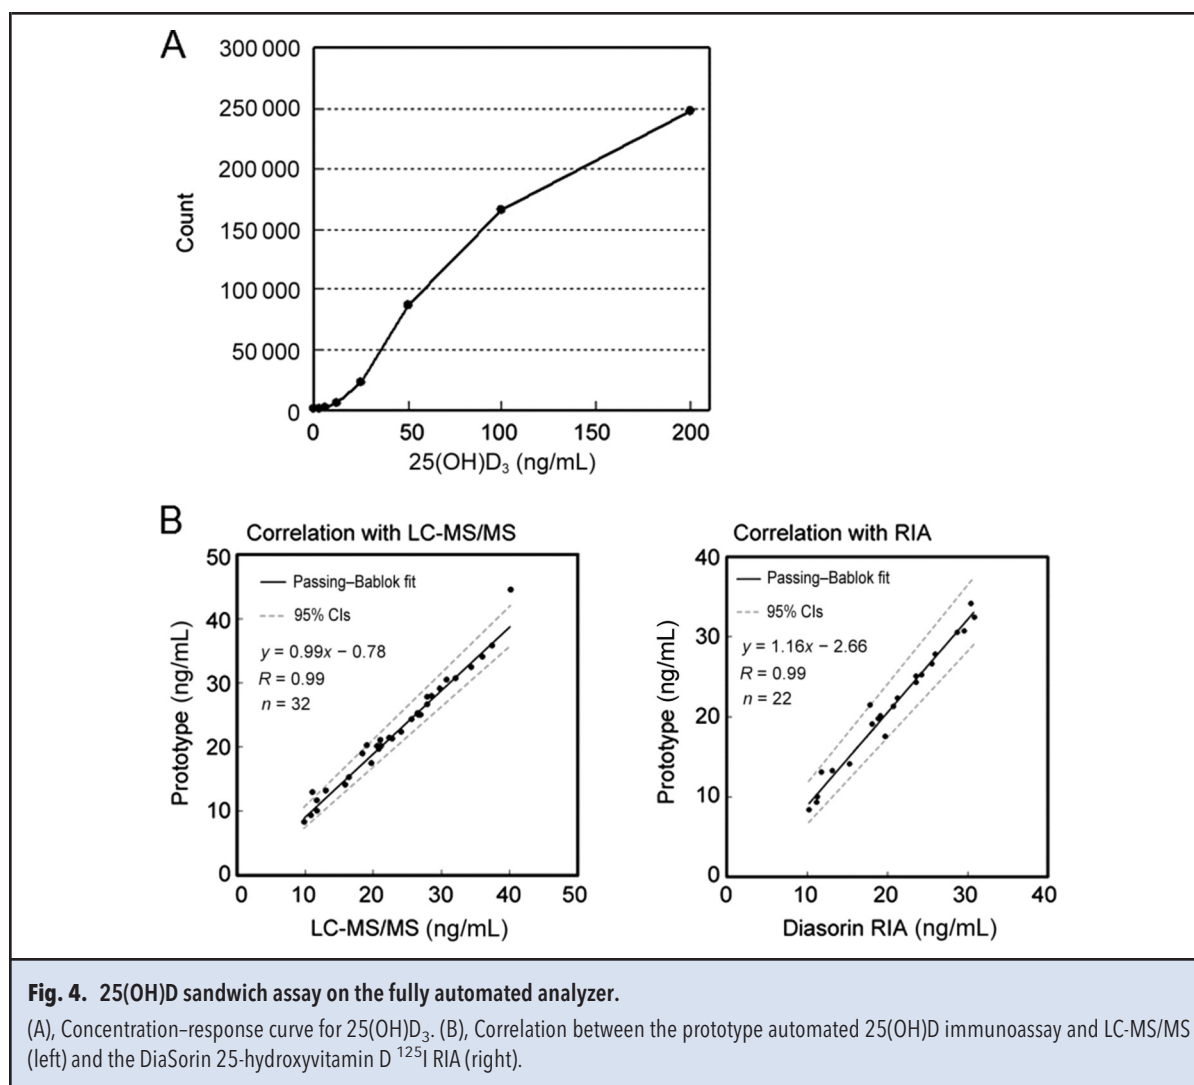 A
300 000
250 000
200 000
150 000
100 000
50 000
0
Count
0 50 100 150 200
25(OH)D₃ (ng/mL)
B
Correlation with LC-MS/MS
50
40
30
20
10
0
Prototype (ng/mL)
Passing–Bablok fit
95% CIs
y = 0.99x − 0.78
R = 0.99
n = 32
0 10 20 30 40 50
LC-MS/MS (ng/mL)
Correlation with RIA
40
30
20
10
0
Prototype (ng/mL)
Passing–Bablok fit
95% CIs
y = 1.16x − 2.66
R = 0.99
n = 22
0 10 20 30 40
Diasorin RIA (ng/mL)
Fig. 4. 25(OH)D sandwich assay on the fully automated analyzer.
(A), Concentration–response curve for 25(OH)D₃. (B), Correlation between the prototype automated 25(OH)D immunoassay and LC-MS/MS
(left) and the DiaSorin 25-hydroxyvitamin D ¹²⁵I RIA (right).